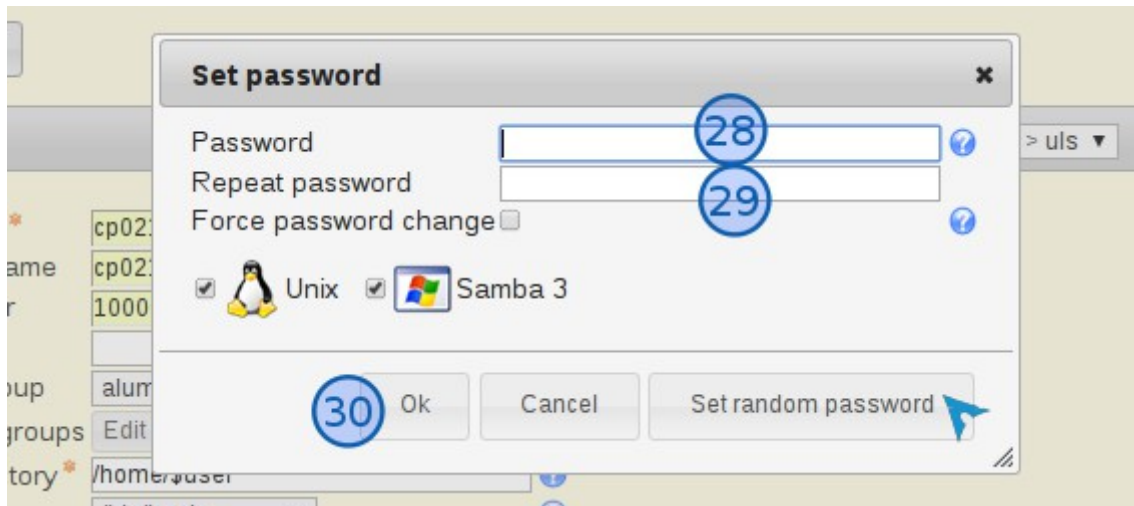 Set password
Password
28
> uls
Repeat password
29
Force password change
cp02
ame
cp02
Unix
Samba 3
r
1000
oup
alum
30
Ok
Cancel
Set random password
groups
Edit
tory*
/home/$user